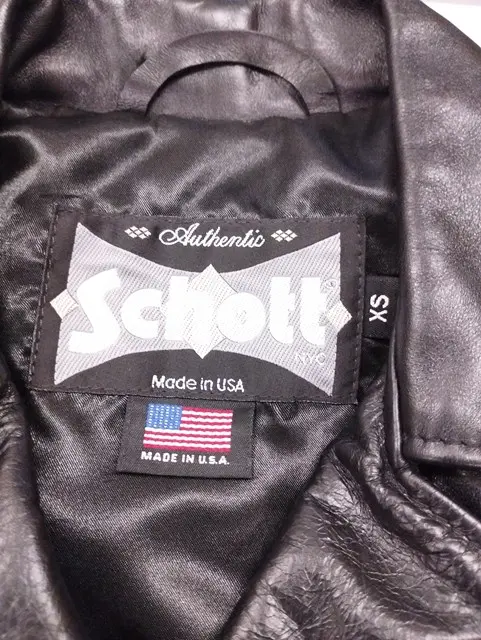 Authentic
Schott
NYC
Made in USA
XS
MADE IN U.S.A.